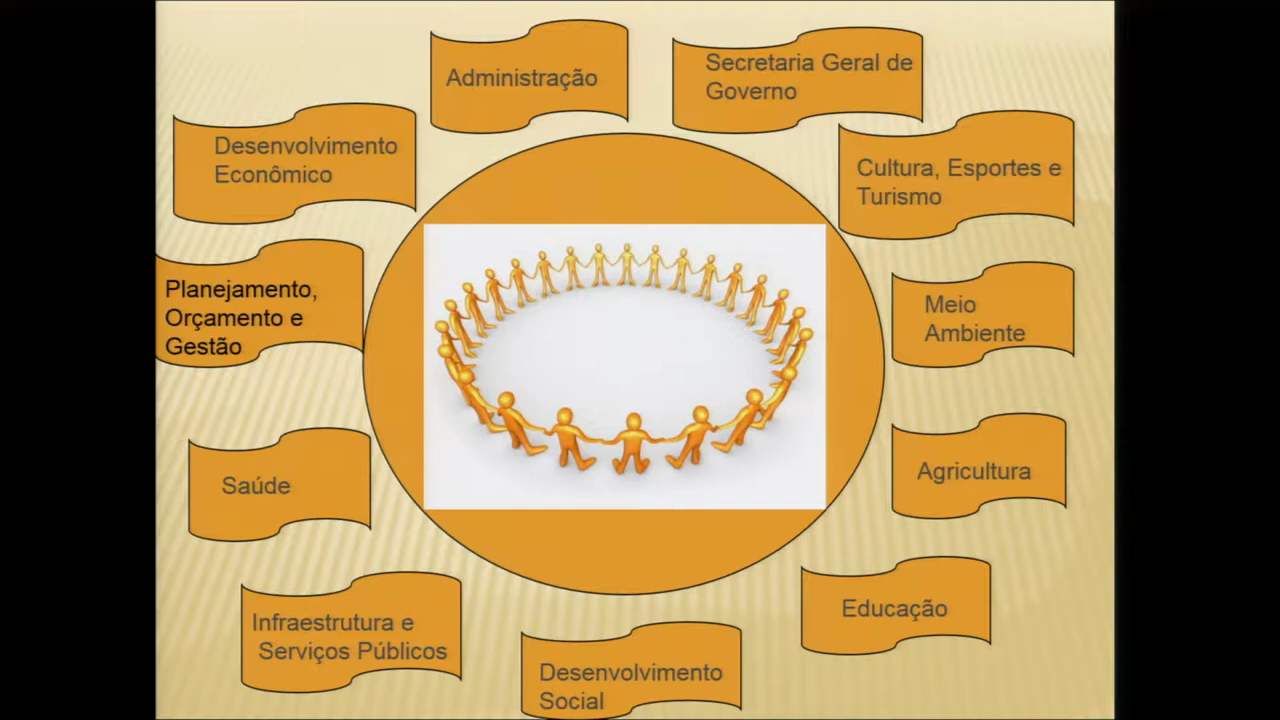 Administração
Secretaria Geral de
Governo
Desenvolvimento
Econômico
Cultura, Esportes e
Turismo
Planejamento,
Orçamento e
Gestão
Meio
Ambiente
Saúde
Agricultura
Infraestrutura e
Serviços Públicos
Educação
Desenvolvimento
Social